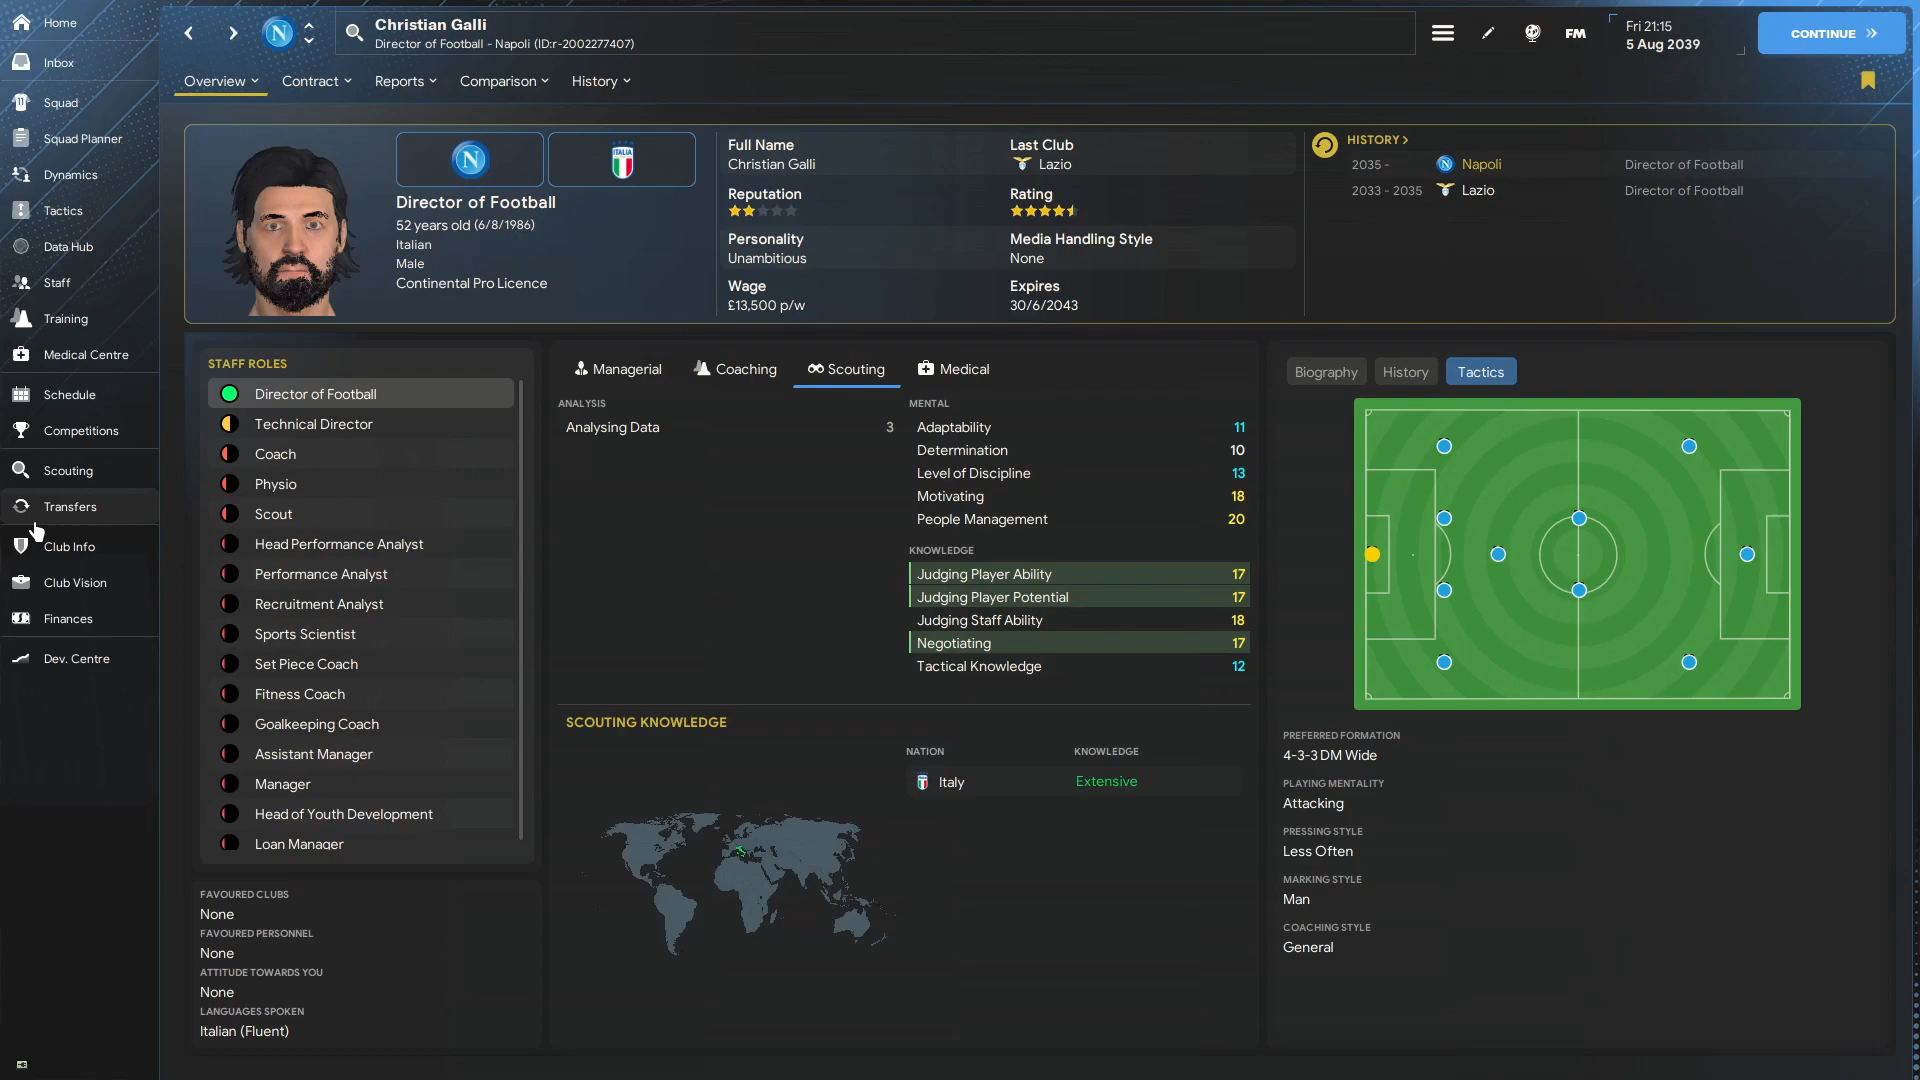 Home
Inbox
Squad
Squad Planner
Dynamics
Tactics
Data Hub
Staff
Training
Medical Centre
Schedule
Competitions
Scouting
Transfers
Club Info
Club Vision
Finances
Dev. Centre
Christian Galli
Director of Football - Napoli (ID:r-2002277407)
FM
Fri 21:15
5 Aug 2039
CONTINUE
Overview
Contract
Reports
Comparison
History
N
ITALIA
Director of Football
52 years old (6/8/1986)
Italian
Male
Continental Pro Licence
Full Name
Christian Galli
Last Club
Lazio
Reputation
Rating
Personality
Unambitious
Media Handling Style
None
Wage
£13,500 p/w
Expires
30/6/2043
HISTORY >
2035 - Napoli Director of Football
2033 - 2035 Lazio Director of Football
STAFF ROLES
Director of Football
Technical Director
Coach
Physio
Scout
Head Performance Analyst
Performance Analyst
Recruitment Analyst
Sports Scientist
Set Piece Coach
Fitness Coach
Goalkeeping Coach
Assistant Manager
Manager
Head of Youth Development
Loan Manager
FAVOURED CLUBS
None
FAVOURED PERSONNEL
None
ATTITUDE TOWARDS YOU
None
LANGUAGES SPOKEN
Italian (Fluent)
Managerial
Coaching
Scouting
Medical
ANALYSIS
Analysing Data 3
MENTAL
Adaptability 11
Determination 10
Level of Discipline 13
Motivating 18
People Management 20
KNOWLEDGE
Judging Player Ability 17
Judging Player Potential 17
Judging Staff Ability 18
Negotiating 17
Tactical Knowledge 12
SCOUTING KNOWLEDGE
NATION KNOWLEDGE
Italy Extensive
Biography
History
Tactics
PREFERRED FORMATION
4-3-3 DM Wide
PLAYING MENTALITY
Attacking
PRESSING STYLE
Less Often
MARKING STYLE
Man
COACHING STYLE
General